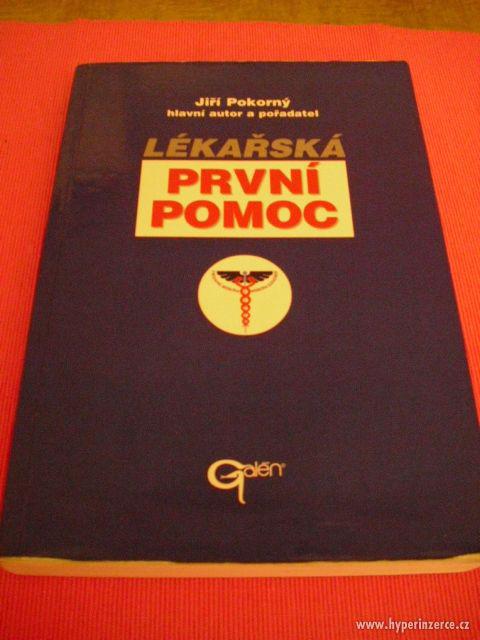 Jiří Pokorný
hlavní autor a pořadatel
LÉKAŘSKÁ
PRVNÍ
POMOC
Galén®
www.hyperinzerce.cz